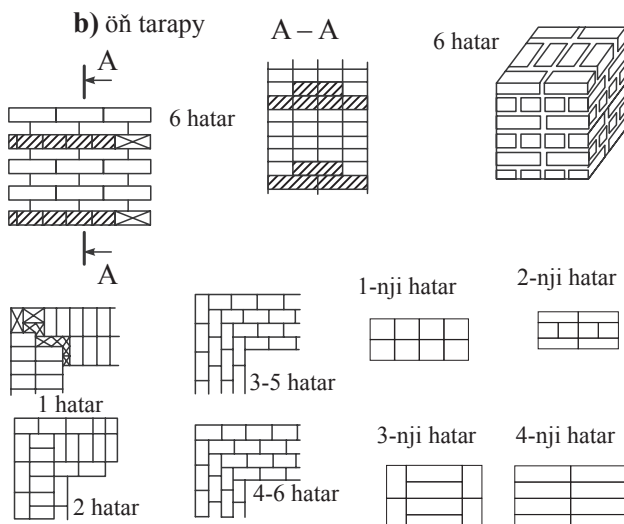 b) öň tarapy
A – A
6 hatar
A
6 hatar
A
1-nji hatar
2-nji hatar
3-5 hatar
1 hatar
3-nji hatar
4-nji hatar
4-6 hatar
2 hatar